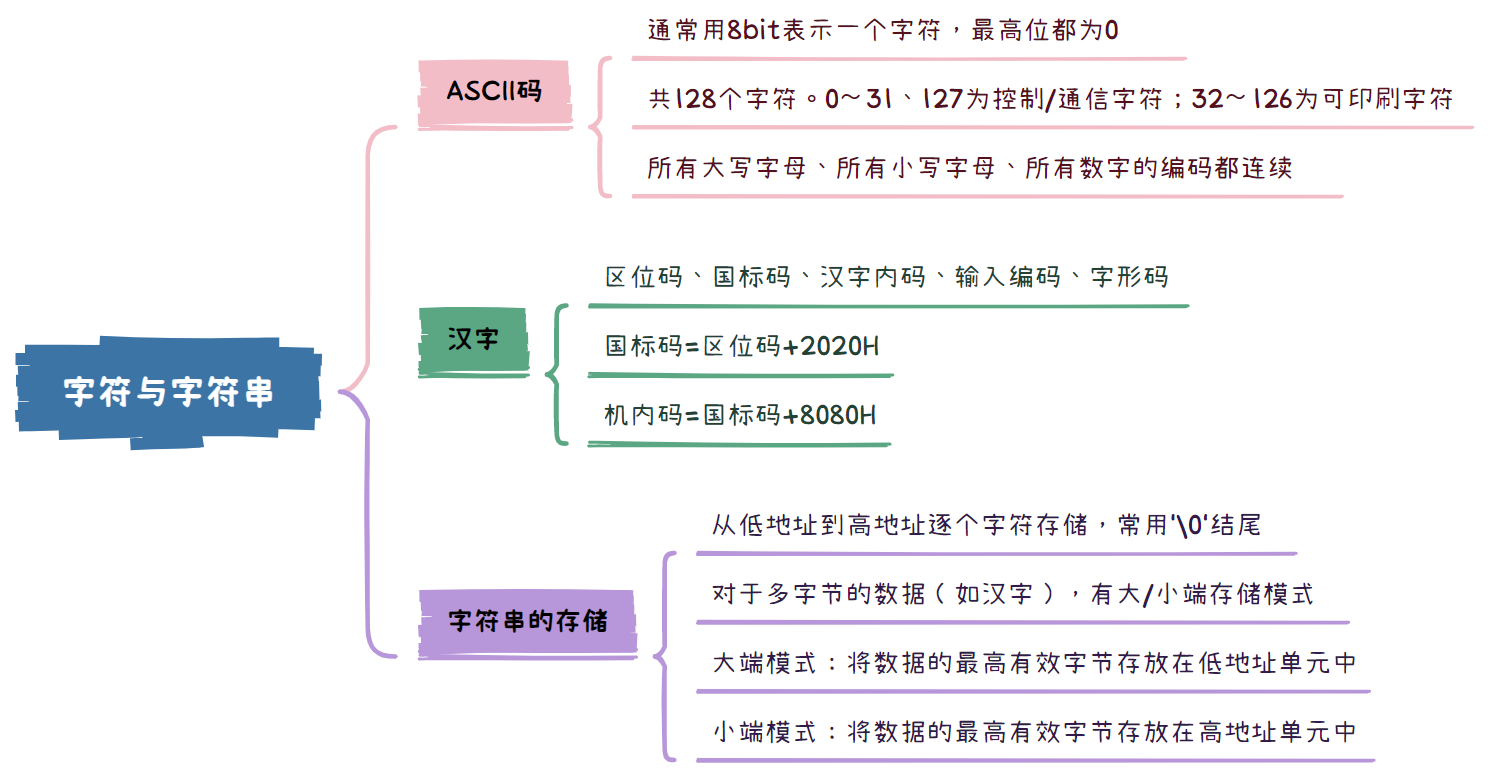 字符与字符串
ASCII码
通常用8bit表示一个字符，最高位都为0
共128个字符。0～31、127为控制/通信字符；32～126为可印刷字符
所有大写字母、所有小写字母、所有数字的编码都连续
汉字
区位码、国标码、汉字内码、输入编码、字形码
国标码=区位码+2020H
机内码=国标码+8080H
字符串的存储
从低地址到高地址逐个字符存储，常用'\0'结尾
对于多字节的数据（如汉字），有大/小端存储模式
大端模式：将数据的最高有效字节存放在低地址单元中
小端模式：将数据的最高有效字节存放在高地址单元中